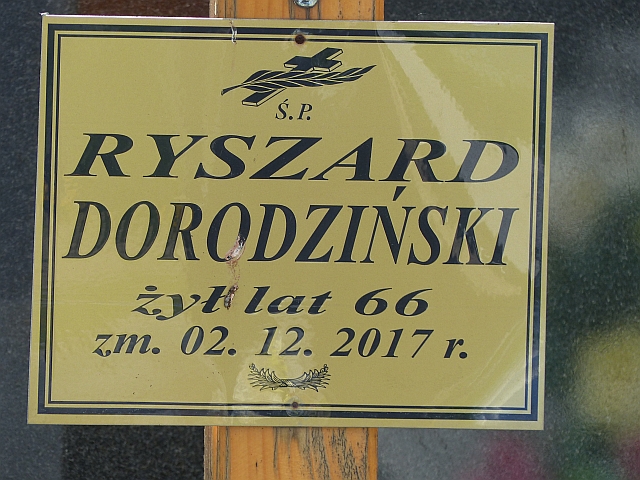 Ś.P.
RYSZARD
DORODZIŃSKI
żył lat 66
zm. 02. 12. 2017 r.